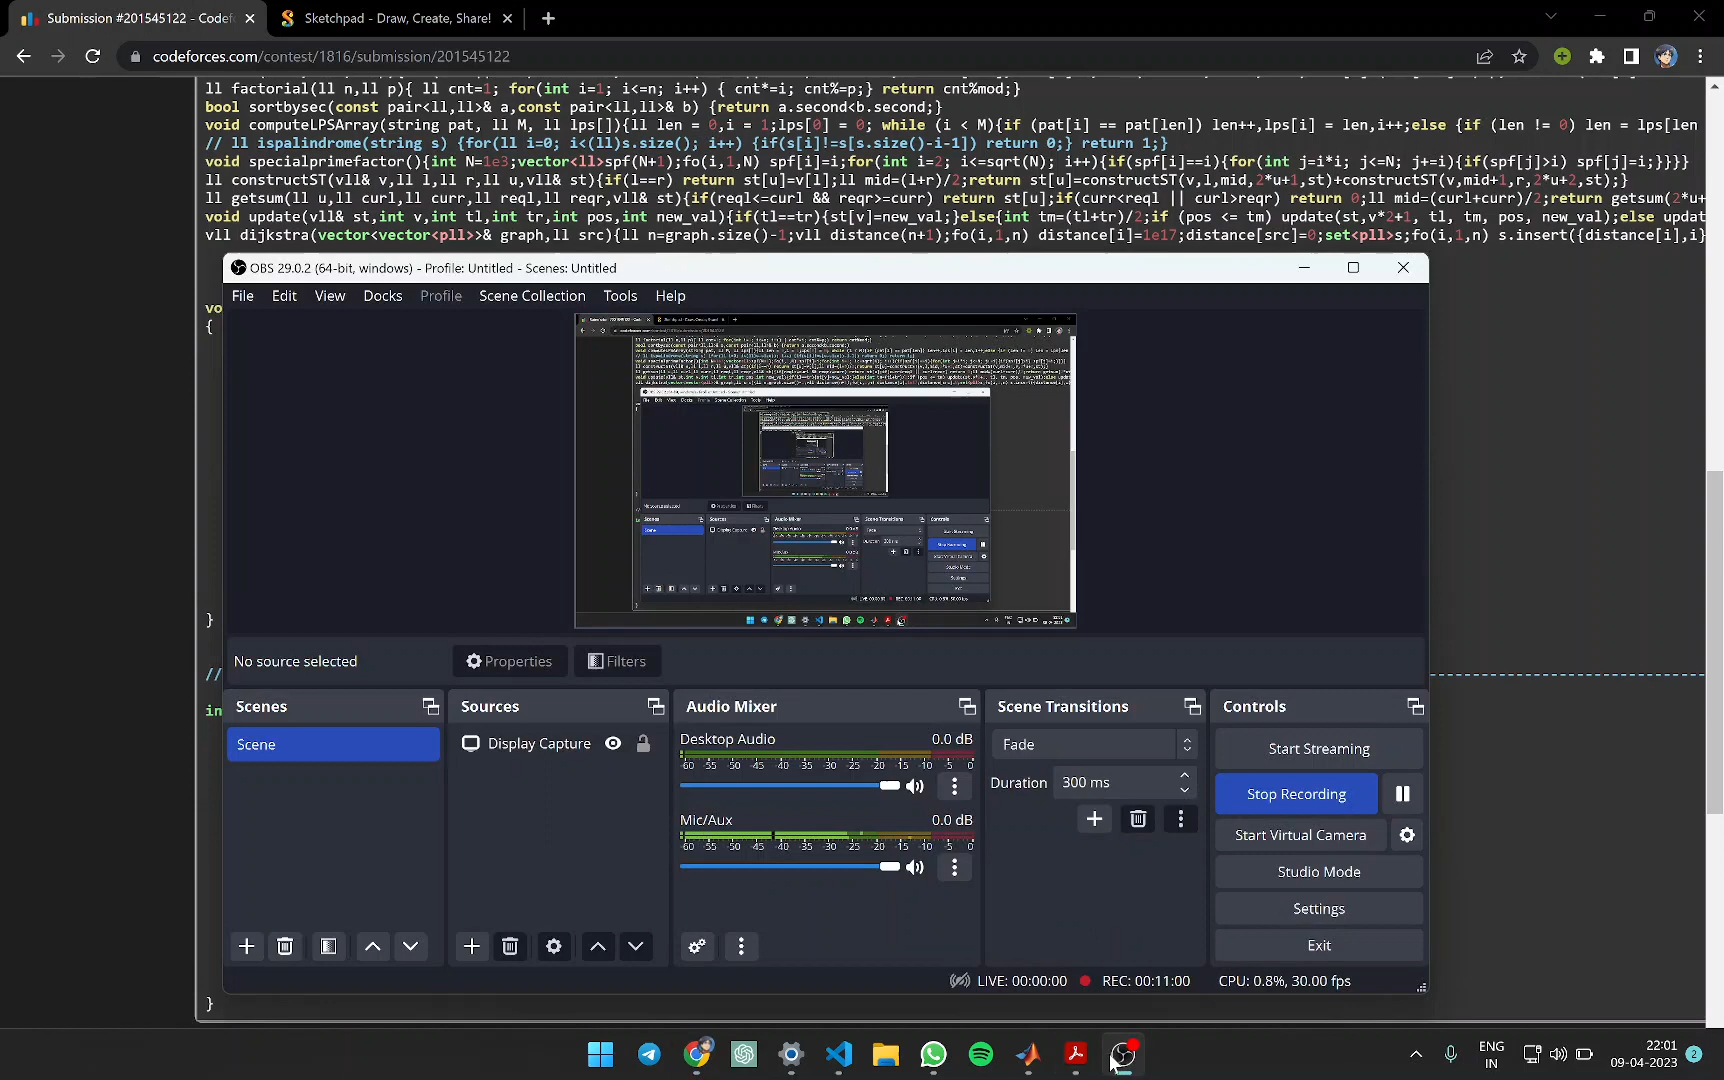 Submission #201545122 - Codef
Sketchpad - Draw, Create, Share!
codeforces.com/contest/1816/submission/201545122
ll factorial(ll n,ll p){ ll cnt=1; for(int i=1; i<=n; i++) { cnt*=i; cnt%=p;} return cnt%mod;}
bool sortbysec(const pair<ll,ll>& a,const pair<ll,ll>& b) {return a.second<b.second;}
void computeLPSArray(string pat, ll M, ll lps[]){ll len = 0,i = 1;lps[0] = 0; while (i < M){if (pat[i] == pat[len]) len++,lps[i] = len,i++;else {if (len != 0) len = lps[len
// ll ispalindrome(string s) {for(ll i=0; i<(ll)s.size(); i++) {if(s[i]!=s[s.size()-i-1]) return 0;} return 1;}
void specialprimefactor(){int N=1e3;vector<ll>spf(N+1);fo(i,1,N) spf[i]=i;for(int i=2; i<=sqrt(N); i++){if(spf[i]==i){for(int j=i*i; j<=N; j+=i){if(spf[j]>i) spf[j]=i;}}}}
ll constructST(vll& v,ll l,ll r,ll u,vll& st){if(l==r) return st[u]=v[l];ll mid=(l+r)/2;return st[u]=constructST(v,l,mid,2*u+1,st)+constructST(v,mid+1,r,2*u+2,st);}
ll getsum(ll u,ll curl,ll curr,ll reql,ll reqr,vll& st){if(reql<=curl && reqr>=curr) return st[u];if(curr<reql || curl>reqr) return 0;ll mid=(curl+curr)/2;return getsum(2*u+
void update(vll& st,int v,int tl,int tr,int pos,int new_val){if(tl==tr){st[v]=new_val;}else{int tm=(tl+tr)/2;if (pos <= tm) update(st,v*2+1, tl, tm, pos, new_val);else updat
vll dijkstra(vector<vector<pll>>& graph,ll src){ll n=graph.size()-1;vll distance(n+1);fo(i,1,n) distance[i]=1e17;distance[src]=0;set<pll>s;fo(i,1,n) s.insert({distance[i],i}
OBS 29.0.2 (64-bit, windows) - Profile: Untitled - Scenes: Untitled
File Edit View Docks Profile Scene Collection Tools Help
vo
{
}
No source selected Properties Filters
//
in
Scenes Sources Audio Mixer Scene Transitions Controls
Scene
Display Capture
Desktop Audio 0.0 dB
-60 -55 -50 -45 -40 -35 -30 -25 -20 -15 -10 -5 0
Mic/Aux 0.0 dB
-60 -55 -50 -45 -40 -35 -30 -25 -20 -15 -10 -5 0
Fade
Duration 300 ms
Start Streaming
Stop Recording
Start Virtual Camera
Studio Mode
Settings
Exit
LIVE: 00:00:00 REC: 00:11:00 CPU: 0.8%, 30.00 fps
}
ENG
IN
22:01
09-04-2023
2